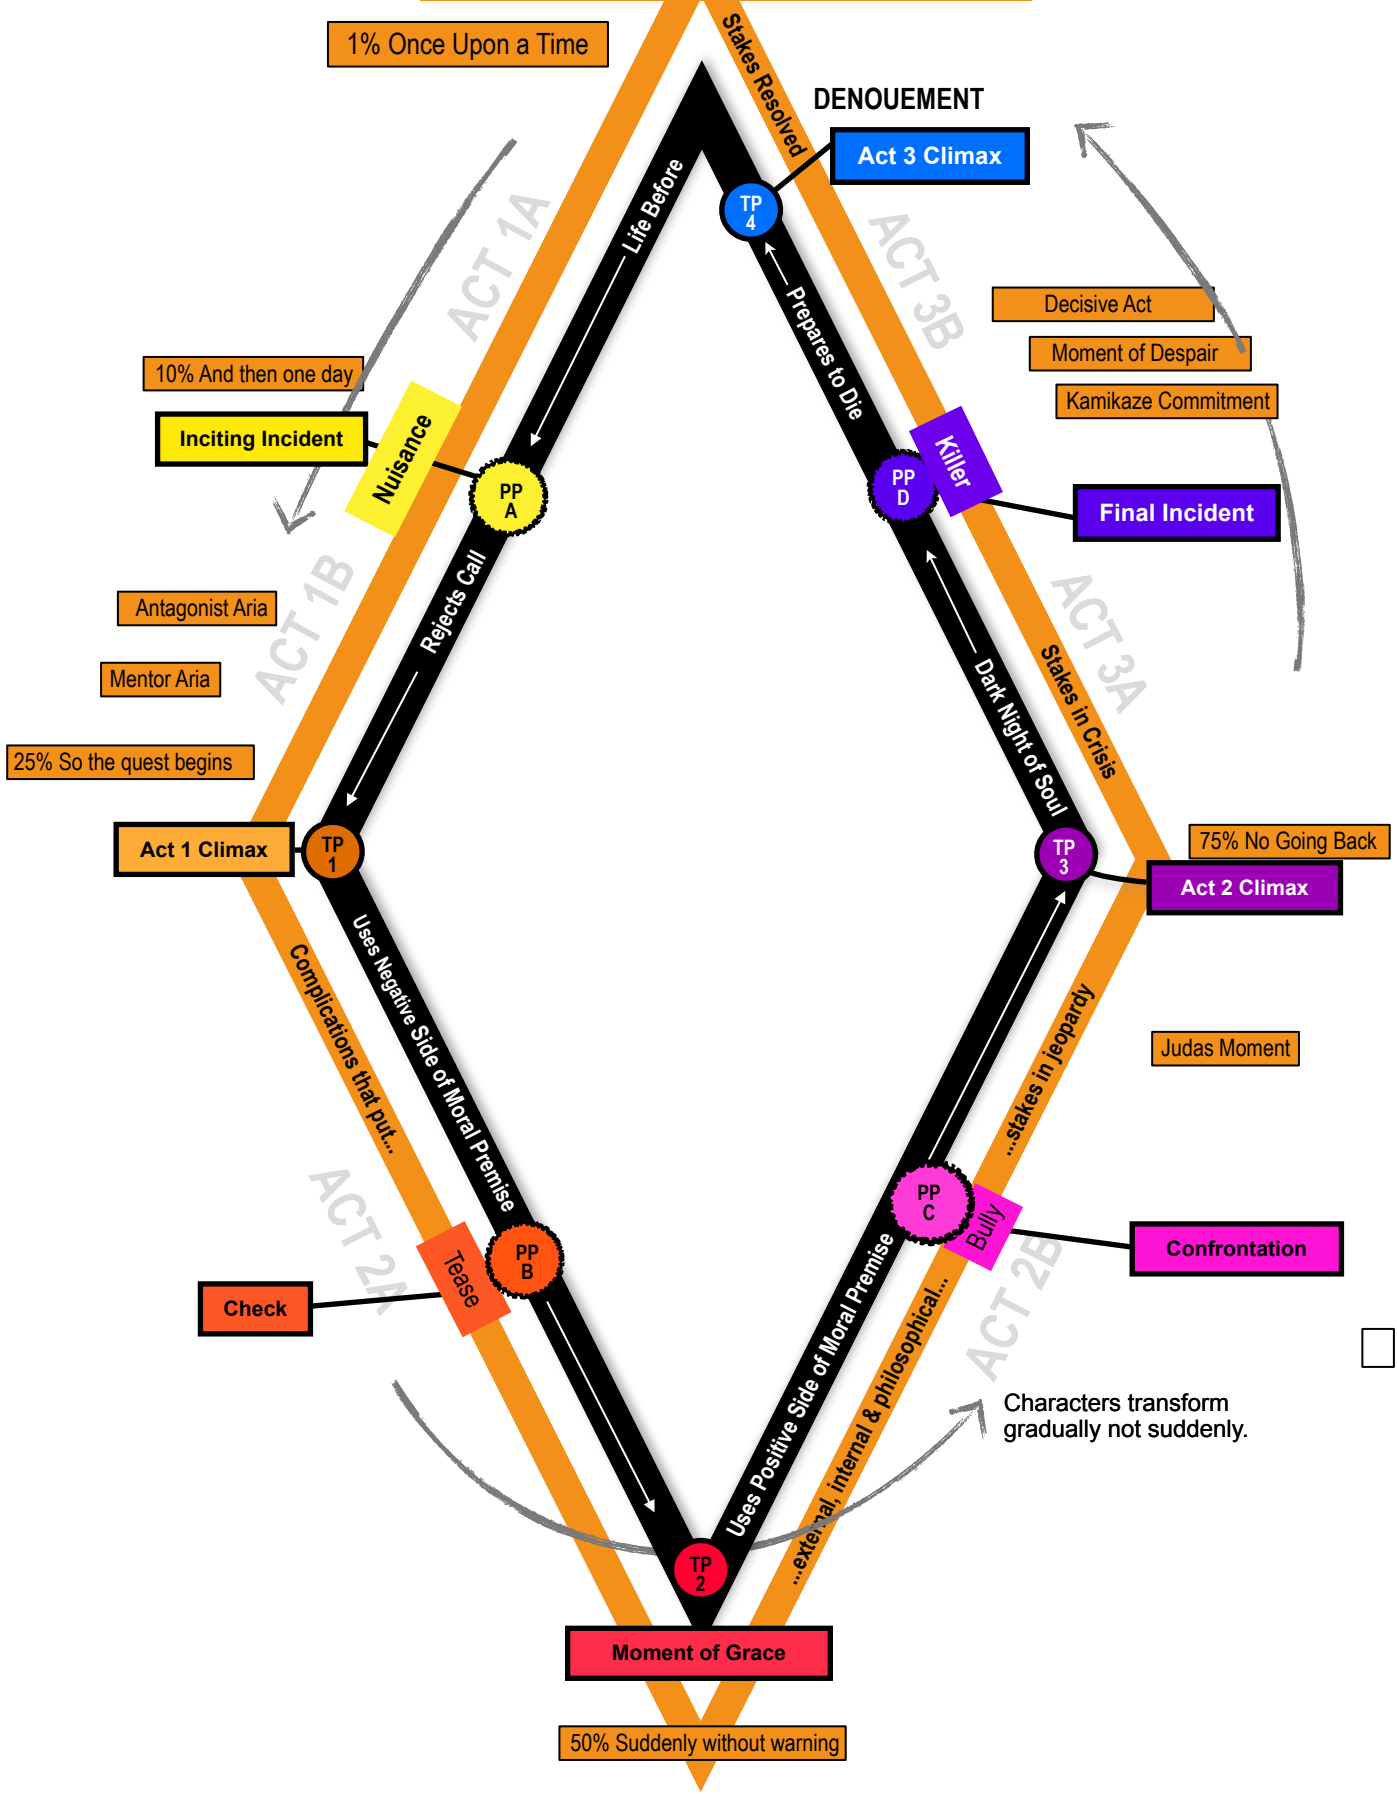 1% Once Upon a Time
Stakes Resolved
DENOUEMENT
Act 3 Climax
Life Before
TP
4
ACT 1A
ACT 3B
Prepares to Die
Decisive Act
Moment of Despair
Kamikaze Commitment
10% And then one day
Inciting Incident
Nuisance
PP
A
PP
D
Killer
Final Incident
ACT 1B
Rejects Call
Antagonist Aria
Mentor Aria
25% So the quest begins
ACT 3A
Stakes in Crisis
Dark Night of Soul
Act 1 Climax
TP
1
TP
3
75% No Going Back
Act 2 Climax
Uses Negative Side of Moral Premise
Complications that put...
...stakes in jeopardy
Judas Moment
ACT 2A
Tease
PP
B
Check
PP
C
Bully
Confrontation
ACT 2B
Uses Positive Side of Moral Premise
...external, internal & philosophical...
Characters transform
gradually not suddenly.
TP
2
Moment of Grace
50% Suddenly without warning